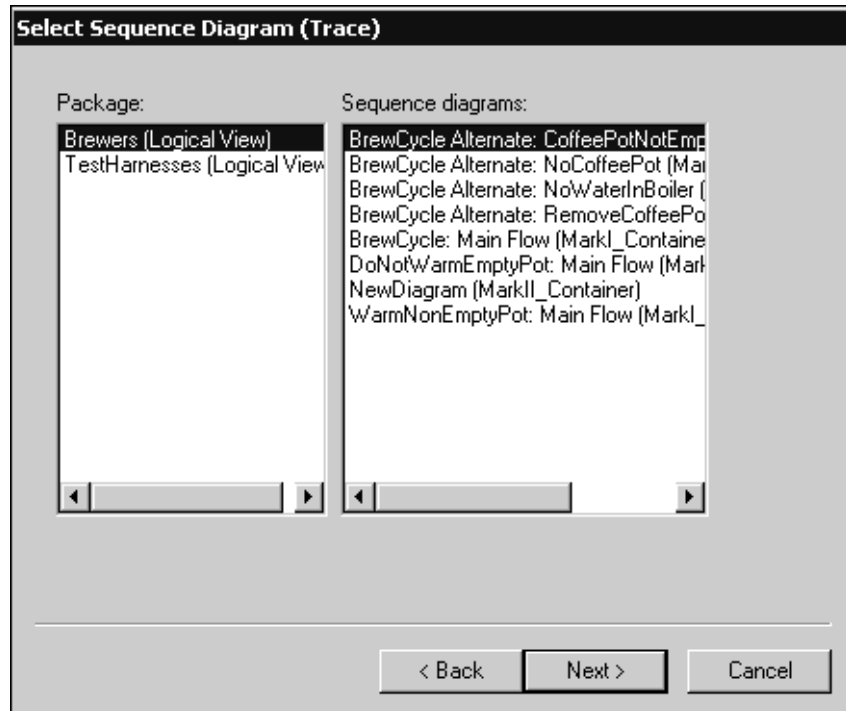 Select Sequence Diagram (Trace)
Package:
Brewers (Logical View)
TestHarnesses (Logical View
Sequence diagrams:
BrewCycle Alternate: CoffeePotNotEmp
BrewCycle Alternate: NoCoffeePot (Mar
BrewCycle Alternate: NoWaterInBoiler (
BrewCycle Alternate: RemoveCoffeePo
BrewCycle: Main Flow (MarkI_Containe
DoNotWarmEmptyPot: Main Flow (Mark
NewDiagram (MarkII_Container)
WarmNonEmptyPot: Main Flow (MarkI_
< Back
Next >
Cancel